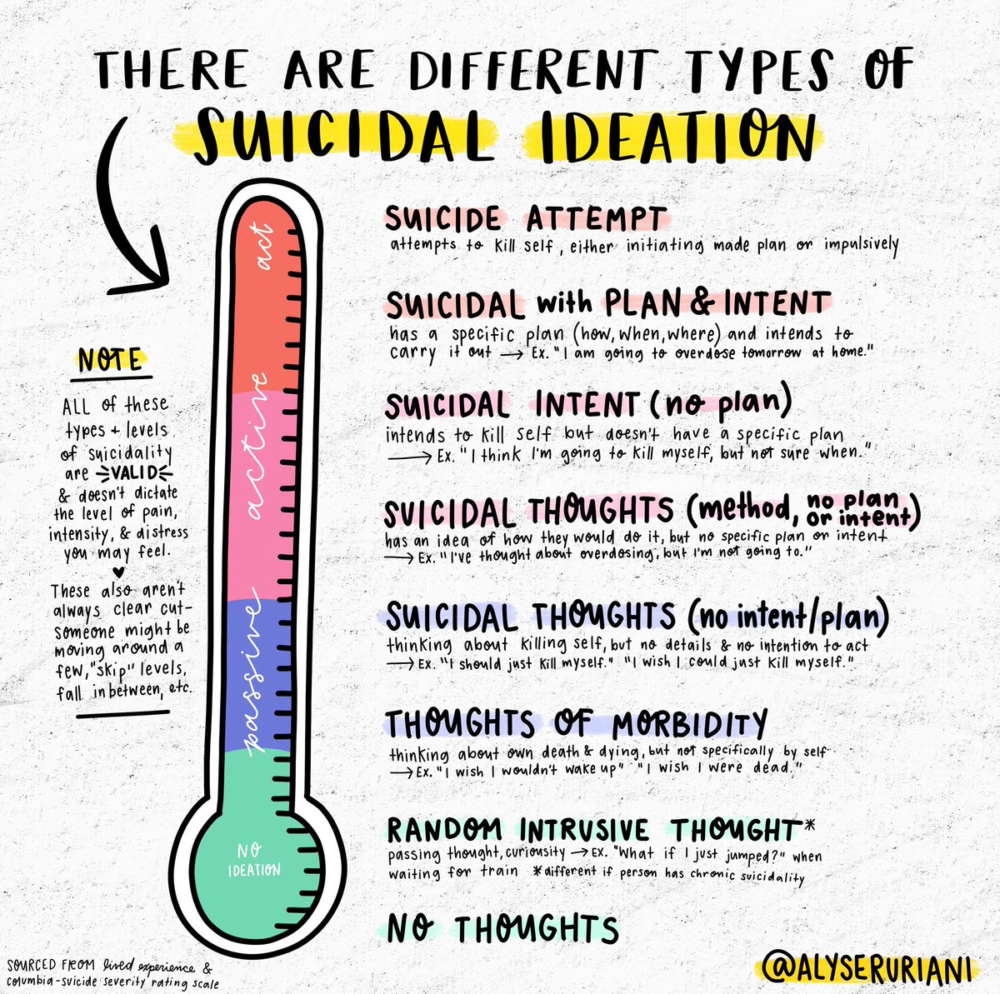 THERE ARE DIFFERENT TYPES OF
SUICIDAL IDEATION
NOTE
ALL of these
types + levels
of suicidality
are VALID
& doesn't dictate
the level of pain,
intensity, & distress
you may feel.
These also aren't
always clear cut-
someone might be
moving around a
few, "skip" levels,
fall in between, etc.
act
active
passive
NO
IDEATION
SUICIDE ATTEMPT
attempts to kill self, either initiating made plan or impulsively
SUICIDAL with PLAN & INTENT
has a specific plan (how, when, where) and intends to
carry it out → Ex. "I am going to overdose tomorrow at home."
SUICIDAL INTENT (no plan)
intends to kill self but doesn't have a specific plan
→ Ex. "I think I'm going to kill myself, but not sure when."
SUICIDAL THOUGHTS (method, no plan
or intent)
has an idea of how they would do it, but no specific plan or intent
→ Ex. "I've thought about overdosing, but I'm not going to."
SUICIDAL THOUGHTS (no intent/plan)
thinking about killing self, but no details & no intention to act
→ Ex. "I should just kill myself." "I wish I could just kill myself."
THOUGHTS OF MORBIDITY
thinking about own death & dying, but not specifically by self
→ Ex. "I wish I wouldn't wake up" "I wish I were dead."
RANDOM INTRUSIVE THOUGHT*
passing thought, curiousity → Ex. "What if I just jumped?" when
waiting for train *different if person has chronic suicidality
NO THOUGHTS
SOURCED FROM lived experience &
columbia-suicide severity rating scale
@ALYSERURIANI